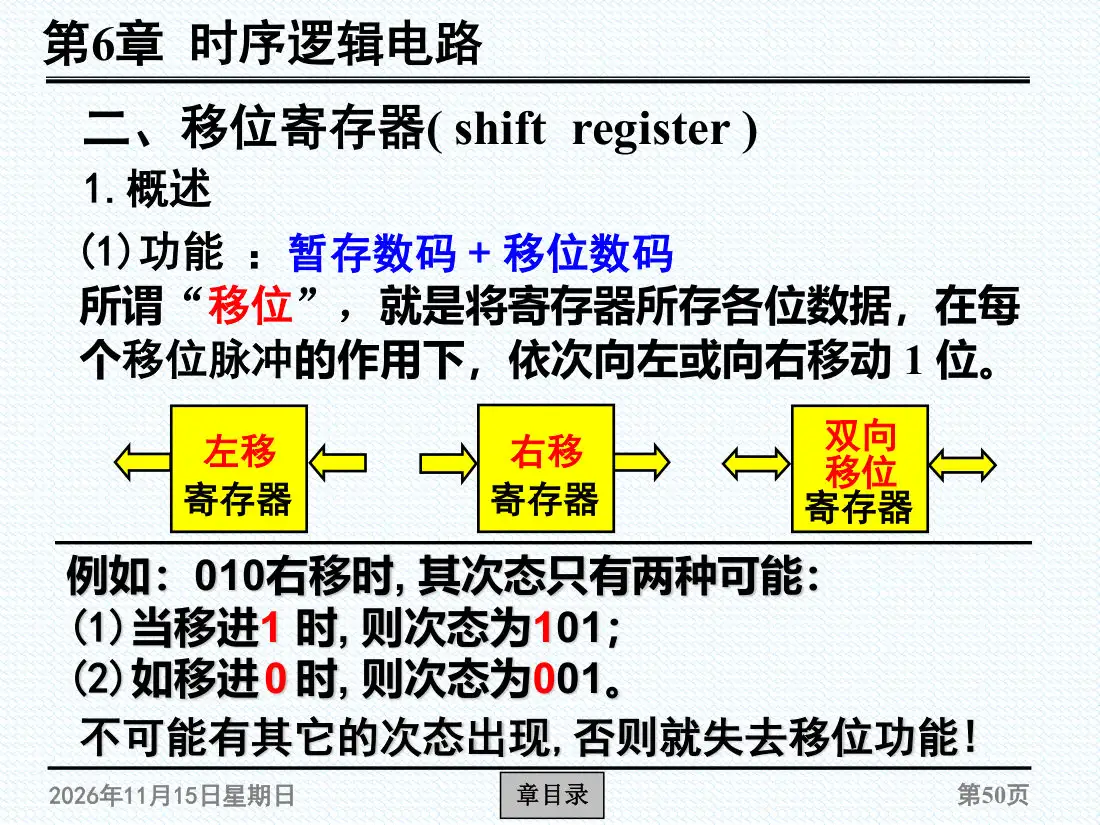 第6章 时序逻辑电路
二、移位寄存器( shift register )
1.概述
(1)功能 ：暂存数码 + 移位数码
所谓“移位”，就是将寄存器所存各位数据，在每
个移位脉冲的作用下，依次向左或向右移动 1 位。
左移
寄存器
右移
寄存器
双向
移位
寄存器
例如：010右移时,其次态只有两种可能：
(1)当移进1 时,则次态为101；
(2)如移进0 时,则次态为001。
不可能有其它的次态出现,否则就失去移位功能！
2026年11月15日星期日
章目录
第50页